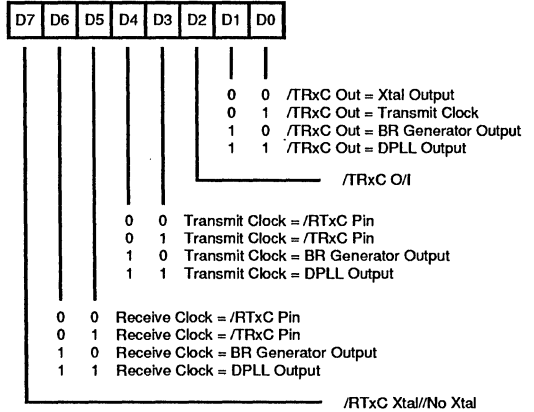 D7 D6 D5 D4 D3 D2 D1 D0
0 0 /TRxC Out = Xtal Output
0 1 /TRxC Out = Transmit Clock
1 0 /TRxC Out = BR Generator Output
1 1 /TRxC Out = DPLL Output
/TRxC O/I
0 0 Transmit Clock = /RTxC Pin
0 1 Transmit Clock = /TRxC Pin
1 0 Transmit Clock = BR Generator Output
1 1 Transmit Clock = DPLL Output
0 0 Receive Clock = /RTxC Pin
0 1 Receive Clock = /TRxC Pin
1 0 Receive Clock = BR Generator Output
1 1 Receive Clock = DPLL Output
/RTxC Xtal//No Xtal